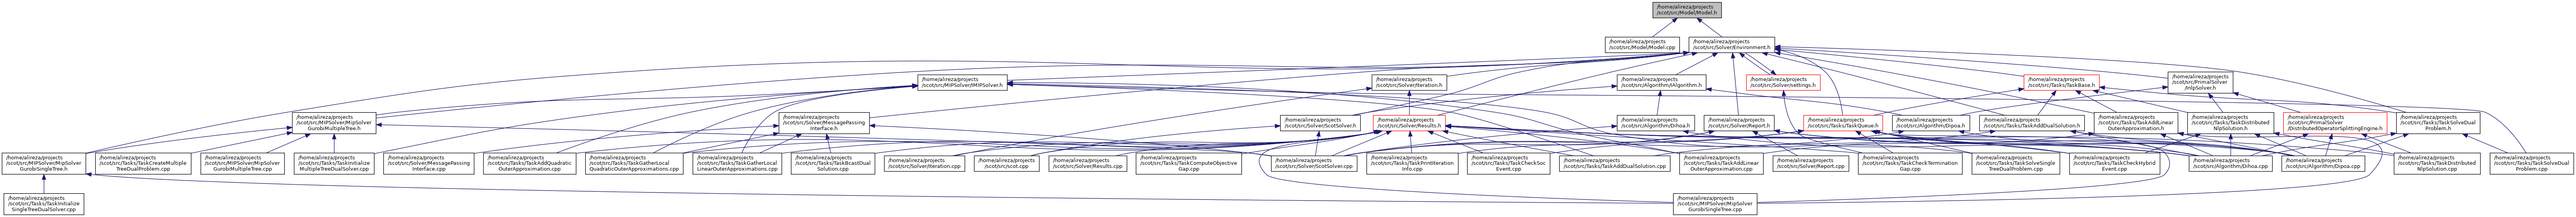 /home/alireza/projects
/scot/src/Model/Model.h
/home/alireza/projects
/scot/src/Model/Model.cpp
/home/alireza/projects
/scot/src/Solver/Environment.h
/home/alireza/projects
/scot/src/MIPSolver/IMIPSolver.h
/home/alireza/projects
/scot/src/Solver/Iteration.h
/home/alireza/projects
/scot/src/Algorithm/IAlgorithm.h
/home/alireza/projects
/scot/src/Solver/settings.h
/home/alireza/projects
/scot/src/Tasks/TaskBase.h
/home/alireza/projects
/scot/src/PrimalSolver
/nlpSolver.h
/home/alireza/projects
/scot/src/MIPSolver/MipSolver
GurobiMultipleTree.h
/home/alireza/projects
/scot/src/Solver/MessagePassing
Interface.h
/home/alireza/projects
/scot/src/Solver/ScotSolver.h
/home/alireza/projects
/scot/src/Solver/Results.h
/home/alireza/projects
/scot/src/Algorithm/Dihoa.h
/home/alireza/projects
/scot/src/Solver/Report.h
/home/alireza/projects
/scot/src/Tasks/TaskQueue.h
/home/alireza/projects
/scot/src/Algorithm/Dipoa.h
/home/alireza/projects
/scot/src/Tasks/TaskAddDualSolution.h
/home/alireza/projects
/scot/src/Tasks/TaskAddLinear
OuterApproximation.h
/home/alireza/projects
/scot/src/Tasks/TaskDistributed
NlpSolution.h
/home/alireza/projects
/scot/src/PrimalSolver
/DistributedOperatorSplittingEngine.h
/home/alireza/projects
/scot/src/Tasks/TaskSolveDual
Problem.h
/home/alireza/projects
/scot/src/MIPSolver/MipSolver
GurobiSingleTree.h
/home/alireza/projects
/scot/src/Tasks/TaskCreateMultiple
TreeDualProblem.cpp
/home/alireza/projects
/scot/src/MIPSolver/MipSolver
GurobiMultipleTree.cpp
/home/alireza/projects
/scot/src/Tasks/TaskInitialize
MultipleTreeDualSolver.cpp
/home/alireza/projects
/scot/src/Solver/MessagePassing
Interface.cpp
/home/alireza/projects
/scot/src/Tasks/TaskAddQuadratic
OuterApproximation.cpp
/home/alireza/projects
/scot/src/Tasks/TaskGatherLocal
QuadraticOuterApproximations.cpp
/home/alireza/projects
/scot/src/Tasks/TaskGatherLocal
LinearOuterApproximations.cpp
/home/alireza/projects
/scot/src/Tasks/TaskBcastDual
Solution.cpp
/home/alireza/projects
/scot/src/Solver/Iteration.cpp
/home/alireza/projects
/scot/src/scot.cpp
/home/alireza/projects
/scot/src/Solver/Results.cpp
/home/alireza/projects
/scot/src/Tasks/TaskComputeObjective
Gap.cpp
/home/alireza/projects
/scot/src/Solver/ScotSolver.cpp
/home/alireza/projects
/scot/src/Tasks/TaskPrintIteration
Info.cpp
/home/alireza/projects
/scot/src/Tasks/TaskCheckSoc
Event.cpp
/home/alireza/projects
/scot/src/Tasks/TaskAddDualSolution.cpp
/home/alireza/projects
/scot/src/Tasks/TaskAddLinear
OuterApproximation.cpp
/home/alireza/projects
/scot/src/Solver/Report.cpp
/home/alireza/projects
/scot/src/Tasks/TaskCheckTermination
Gap.cpp
/home/alireza/projects
/scot/src/Tasks/TaskSolveSingle
TreeDualProblem.cpp
/home/alireza/projects
/scot/src/Tasks/TaskCheckHybrid
Event.cpp
/home/alireza/projects
/scot/src/Algorithm/Dihoa.cpp
/home/alireza/projects
/scot/src/Algorithm/Dipoa.cpp
/home/alireza/projects
/scot/src/Tasks/TaskDistributed
NlpSolution.cpp
/home/alireza/projects
/scot/src/Tasks/TaskSolveDual
Problem.cpp
/home/alireza/projects
/scot/src/Tasks/TaskInitialize
SingleTreeDualSolver.cpp
/home/alireza/projects
/scot/src/MIPSolver/MipSolver
GurobiSingleTree.cpp